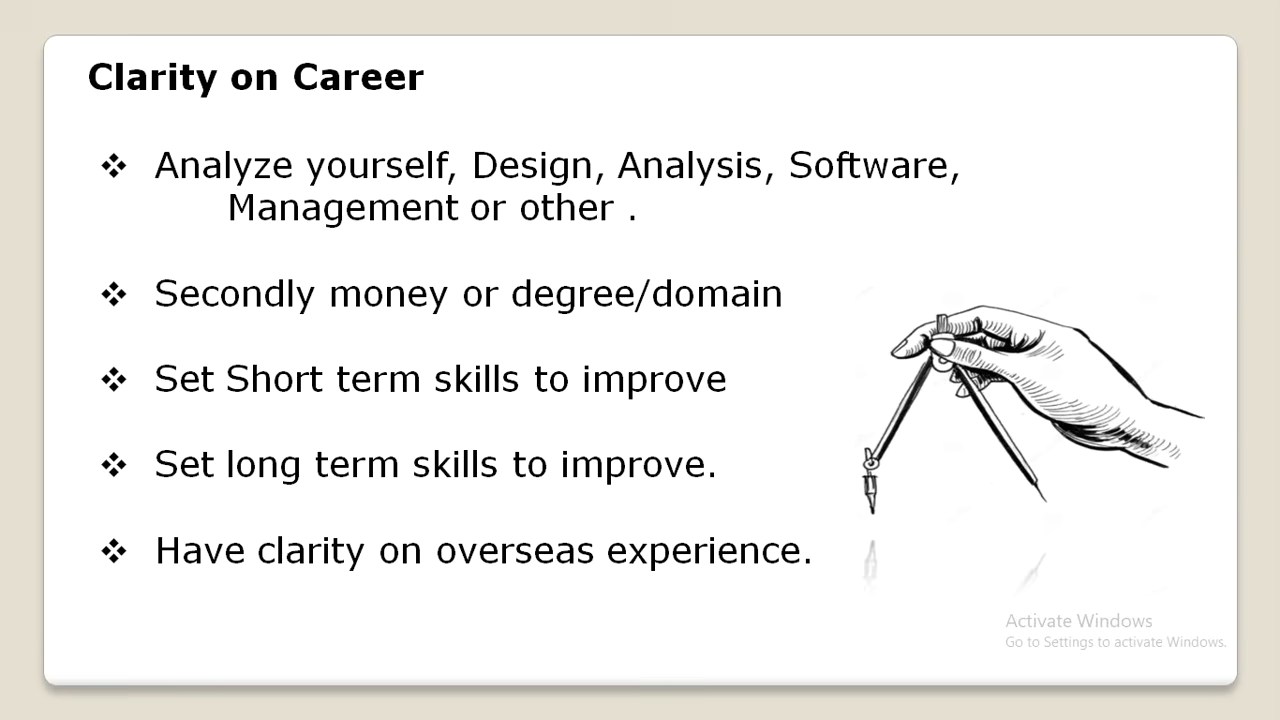 Clarity on Career
❖ Analyze yourself, Design, Analysis, Software,
Management or other .
❖ Secondly money or degree/domain
❖ Set Short term skills to improve
❖ Set long term skills to improve.
❖ Have clarity on overseas experience.
Activate Windows
Go to Settings to activate Windows.